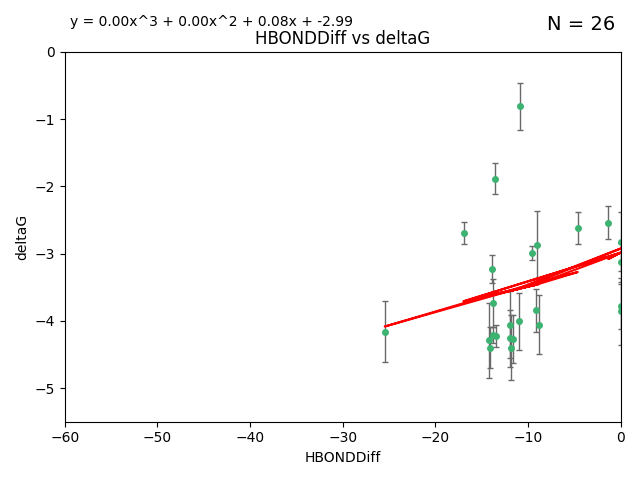 y = 0.00x^3 + 0.00x^2 + 0.08x + -2.99
N = 26
HBONDDiff vs deltaG
deltaG
0
−1
−2
−3
−4
−5
−60
−50
−40
−30
−20
−10
0
HBONDDiff